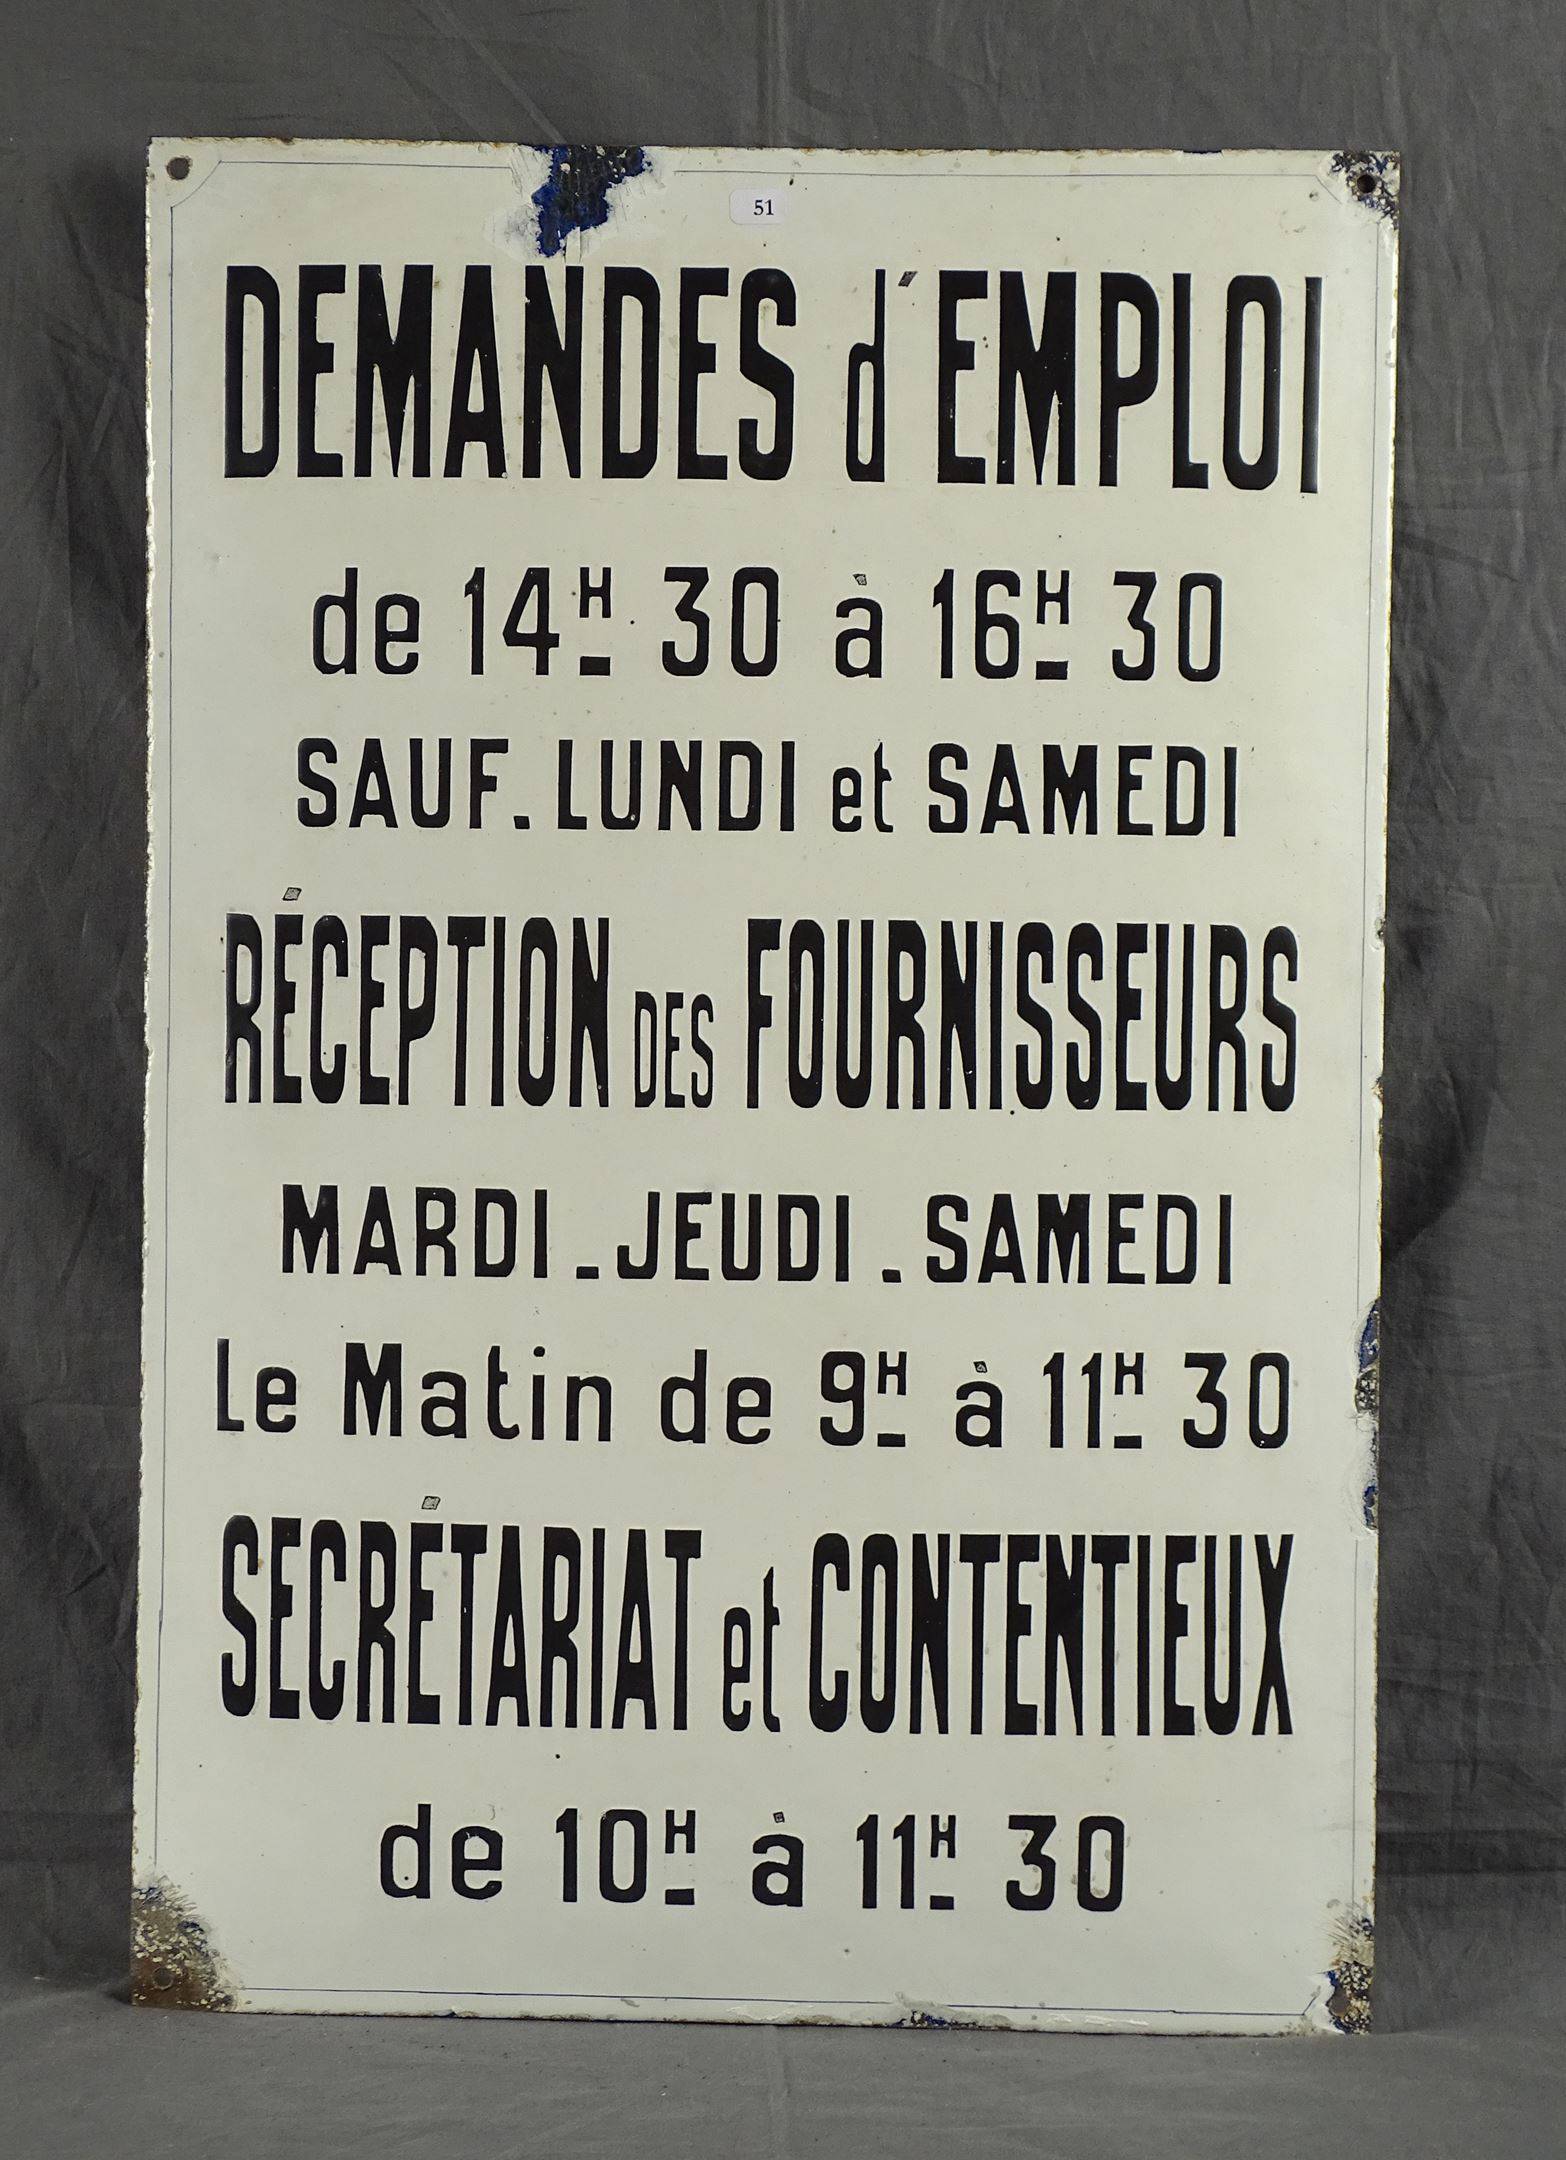 51
DEMANDES d'EMPLOI
de 14H 30 à 16H 30
SAUF. LUNDI et SAMEDI
RÉCEPTION DES FOURNISSEURS
MARDI - JEUDI - SAMEDI
Le Matin de 9H à 11H 30
SECRÉTARIAT et CONTENTIEUX
de 10H à 11H 30